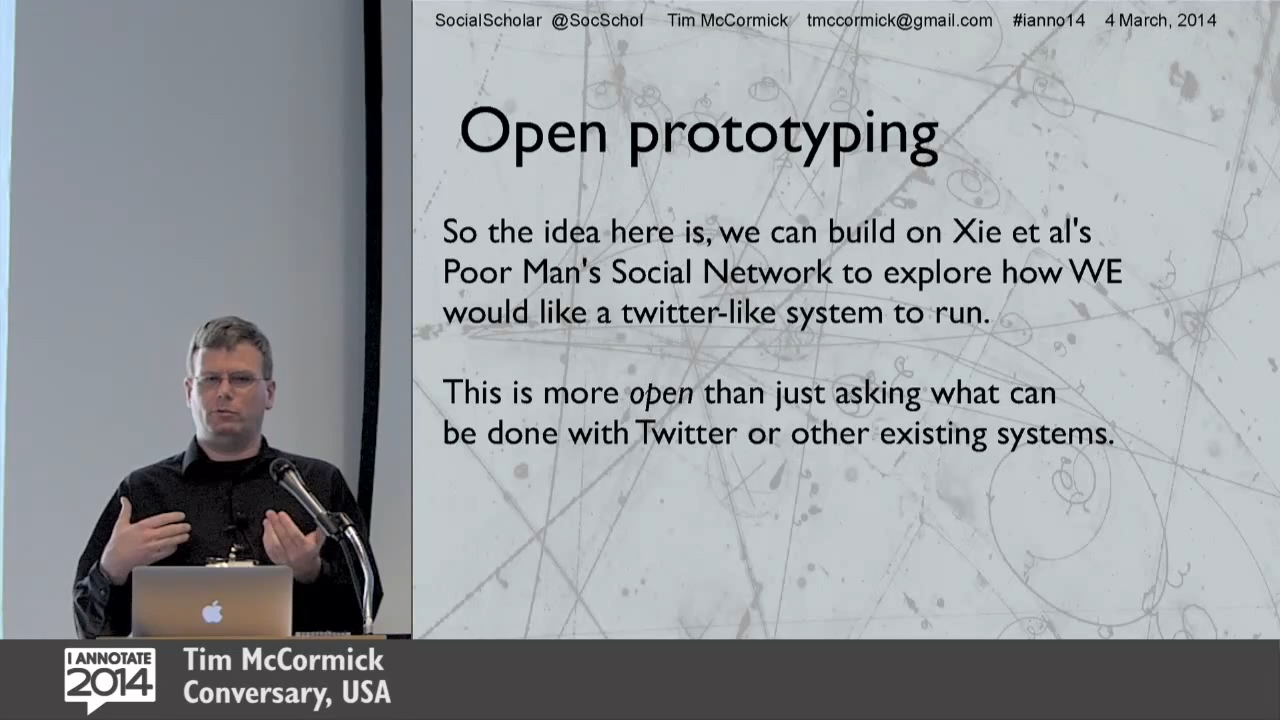 SocialScholar @SocSchol Tim McCormick tmccormick@gmail.com #ianno14 4 March, 2014
Open prototyping
So the idea here is, we can build on Xie et al's
Poor Man's Social Network to explore how WE
would like a twitter-like system to run.
This is more open than just asking what can
be done with Twitter or other existing systems.
I ANNOTATE
2014
Tim McCormick
Conversary, USA